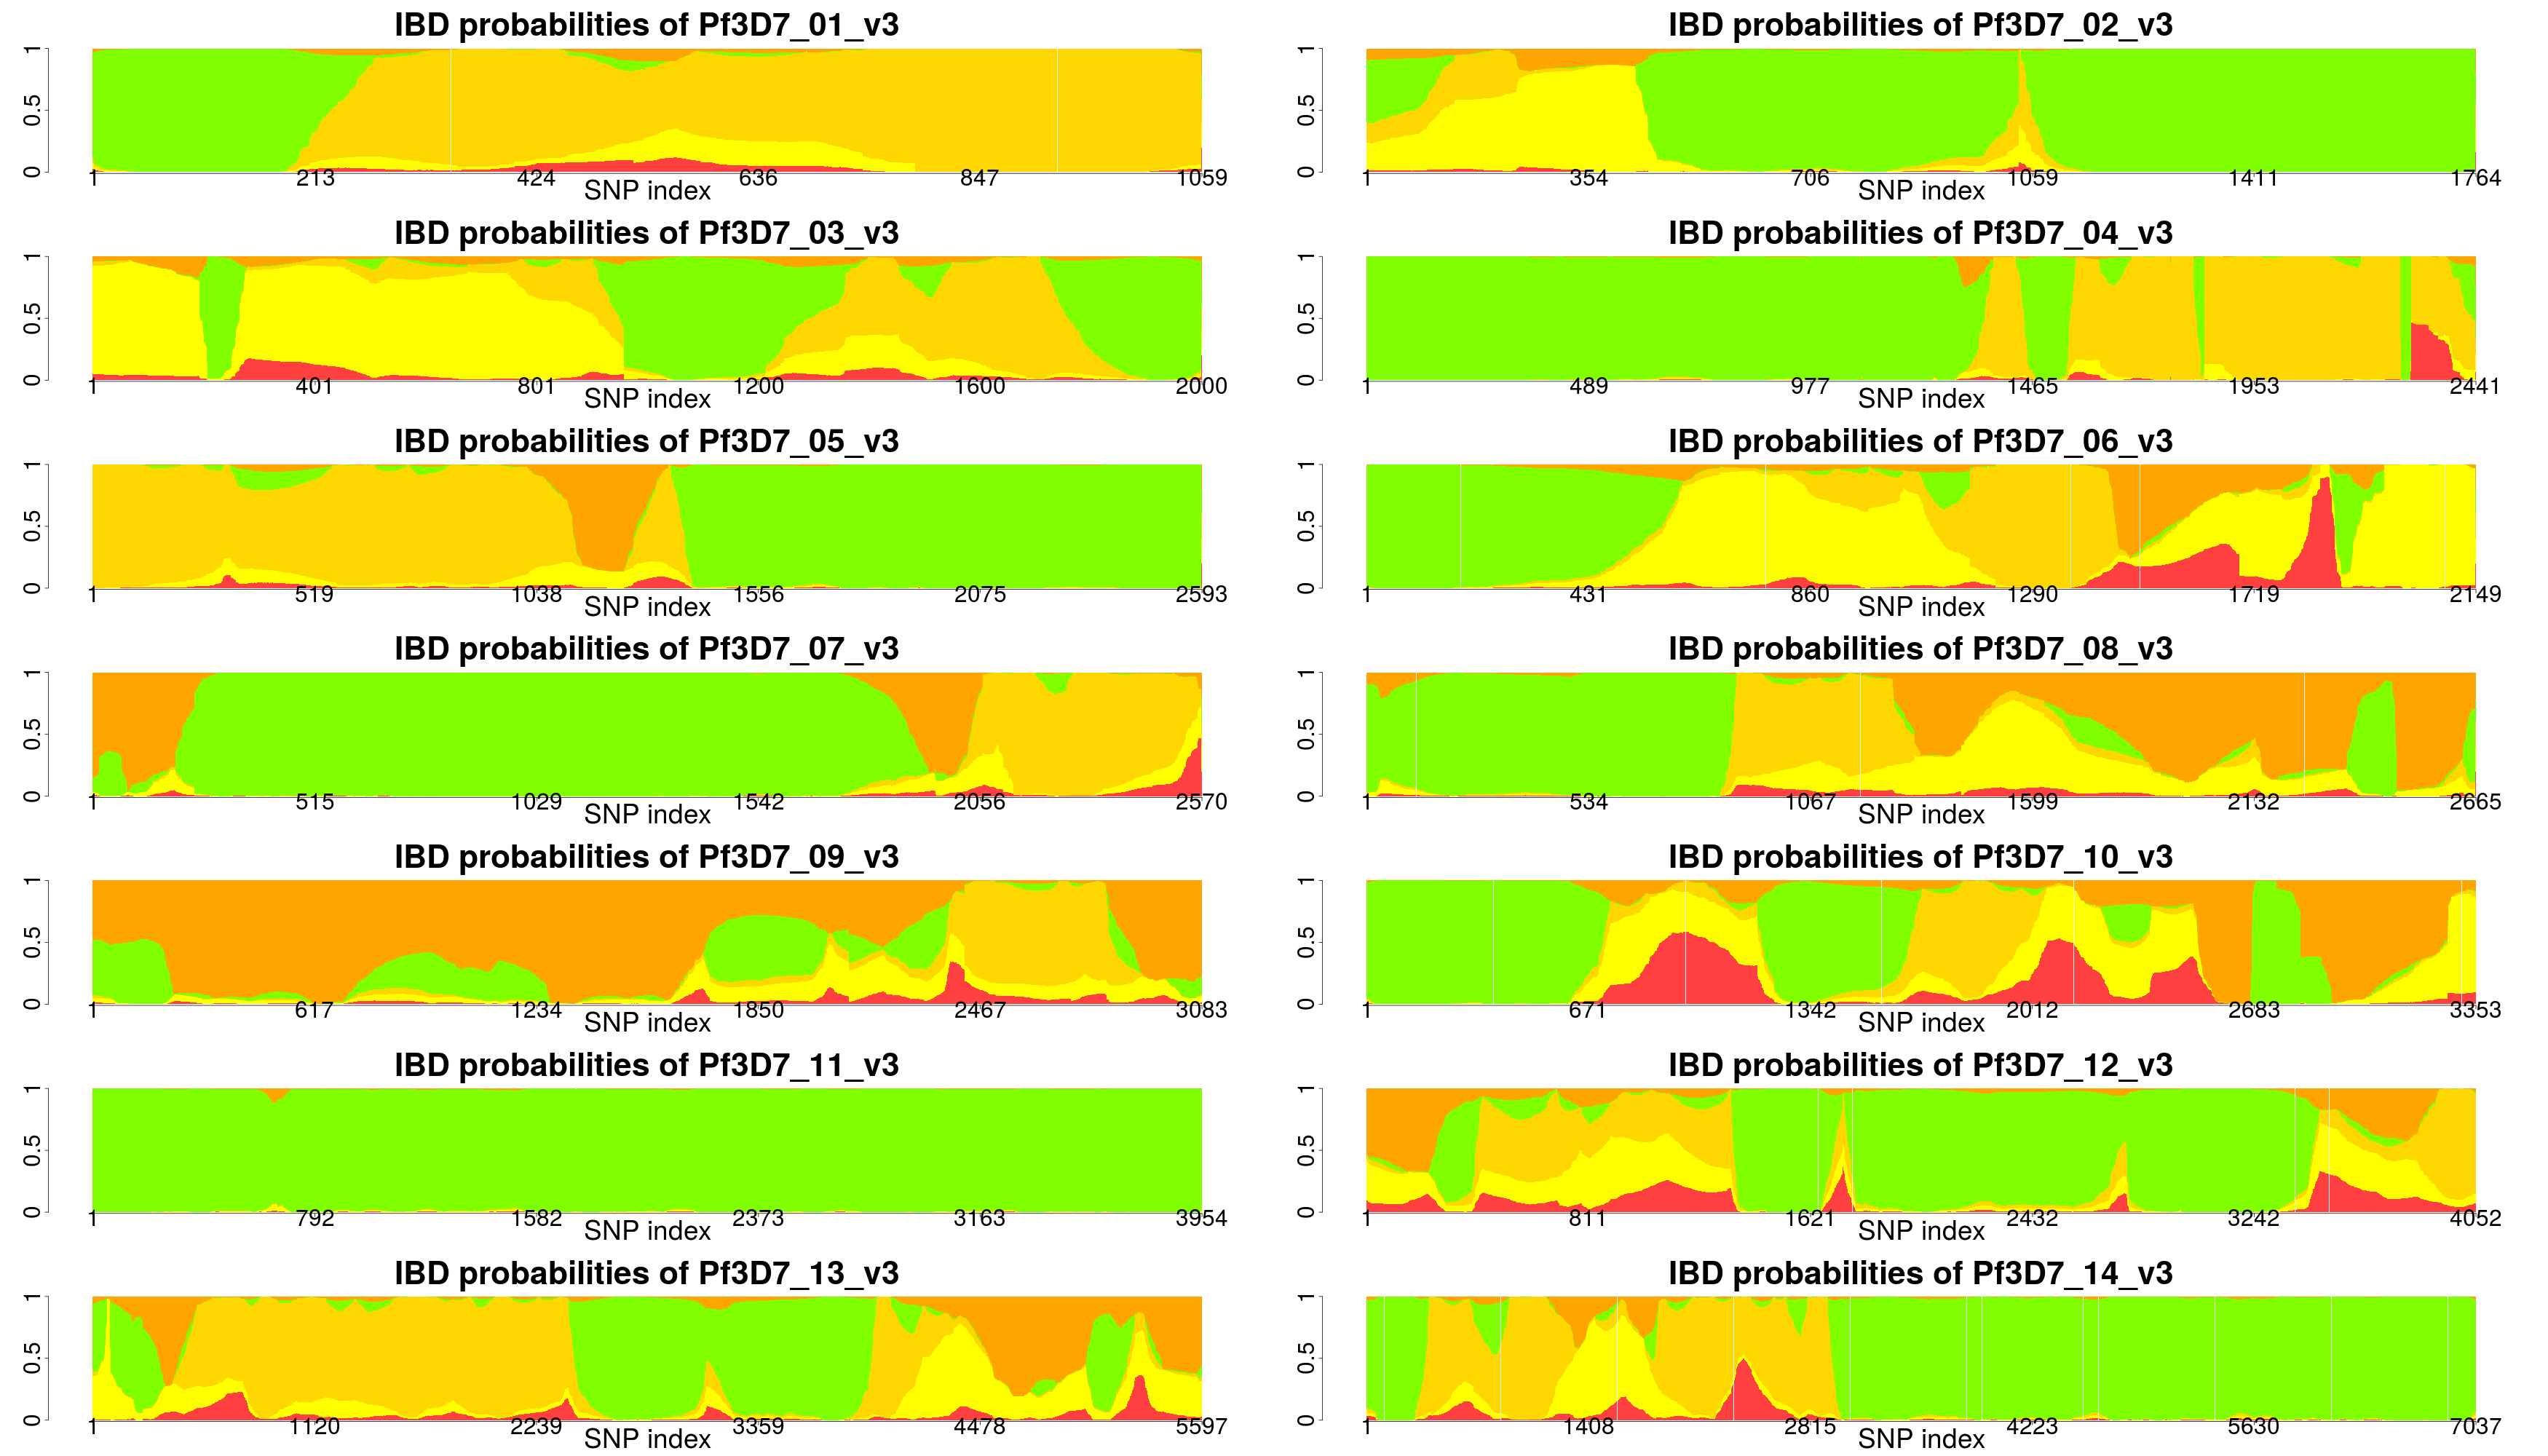 IBD probabilities of Pf3D7_01_v3
1
0.5
0
1 213 424 636 847 1059
SNP index
IBD probabilities of Pf3D7_02_v3
1
0.5
0
1 354 706 1059 1411 1764
SNP index
IBD probabilities of Pf3D7_03_v3
1
0.5
0
1 401 801 1200 1600 2000
SNP index
IBD probabilities of Pf3D7_04_v3
1
0.5
0
1 489 977 1465 1953 2441
SNP index
IBD probabilities of Pf3D7_05_v3
1
0.5
0
1 519 1038 1556 2075 2593
SNP index
IBD probabilities of Pf3D7_06_v3
1
0.5
0
1 431 860 1290 1719 2149
SNP index
IBD probabilities of Pf3D7_07_v3
1
0.5
0
1 515 1029 1542 2056 2570
SNP index
IBD probabilities of Pf3D7_08_v3
1
0.5
0
1 534 1067 1599 2132 2665
SNP index
IBD probabilities of Pf3D7_09_v3
1
0.5
0
1 617 1234 1850 2467 3083
SNP index
IBD probabilities of Pf3D7_10_v3
1
0.5
0
1 671 1342 2012 2683 3353
SNP index
IBD probabilities of Pf3D7_11_v3
1
0.5
0
1 792 1582 2373 3163 3954
SNP index
IBD probabilities of Pf3D7_12_v3
1
0.5
0
1 811 1621 2432 3242 4052
SNP index
IBD probabilities of Pf3D7_13_v3
1
0.5
0
1 1120 2239 3359 4478 5597
SNP index
IBD probabilities of Pf3D7_14_v3
1
0.5
0
1 1408 2815 4223 5630 7037
SNP index